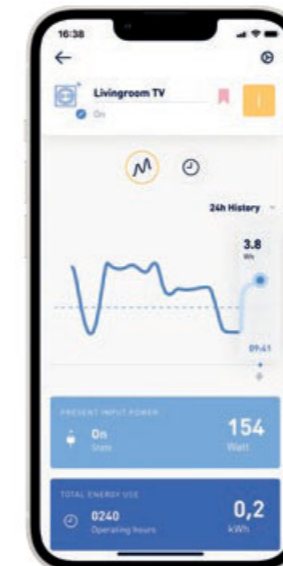 16:38
Livingroom TV
On
24h History
3.8
Wh
09:41
PRESENT INPUT POWER
On
State
154
Watt
TOTAL ENERGY USE
0240
Operating hours
0,2
kWh